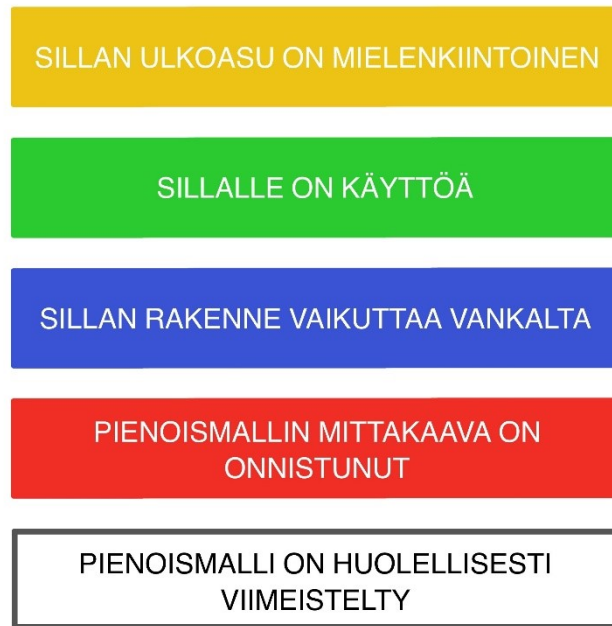 SILLAN ULKOASU ON MIELENKIINTOINEN
SILLALLE ON KÄYTTÖÄ
SILLAN RAKENNE VAIKUTTAA VANKALTA
PIENOISMALLIN MITTAKAAVA ON
ONNISTUNUT
PIENOISMALLI ON HUOLELLISESTI
VIIMEISTELTY